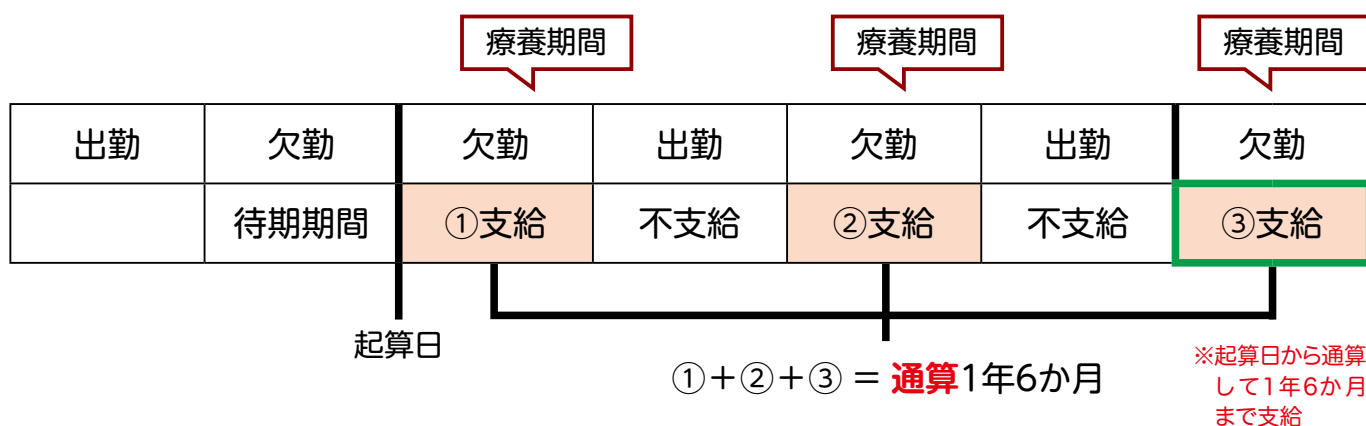 療養期間 療養期間 療養期間
出勤 欠勤 欠勤 出勤 欠勤 出勤 欠勤
待期期間 ①支給 不支給 ②支給 不支給 ③支給
起算日
①＋②＋③ = 通算1年6か月
※起算日から通算
して1年6か月
まで支給